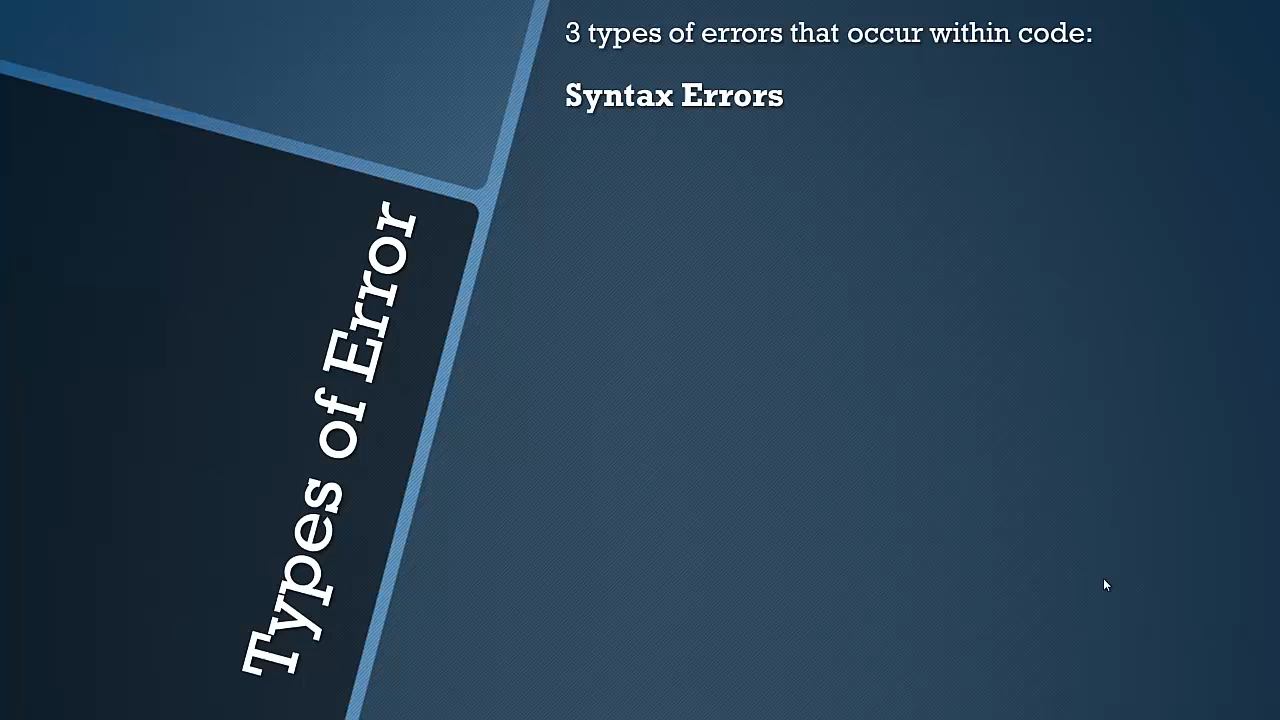 3 types of errors that occur within code:
Syntax Errors
Types of Error